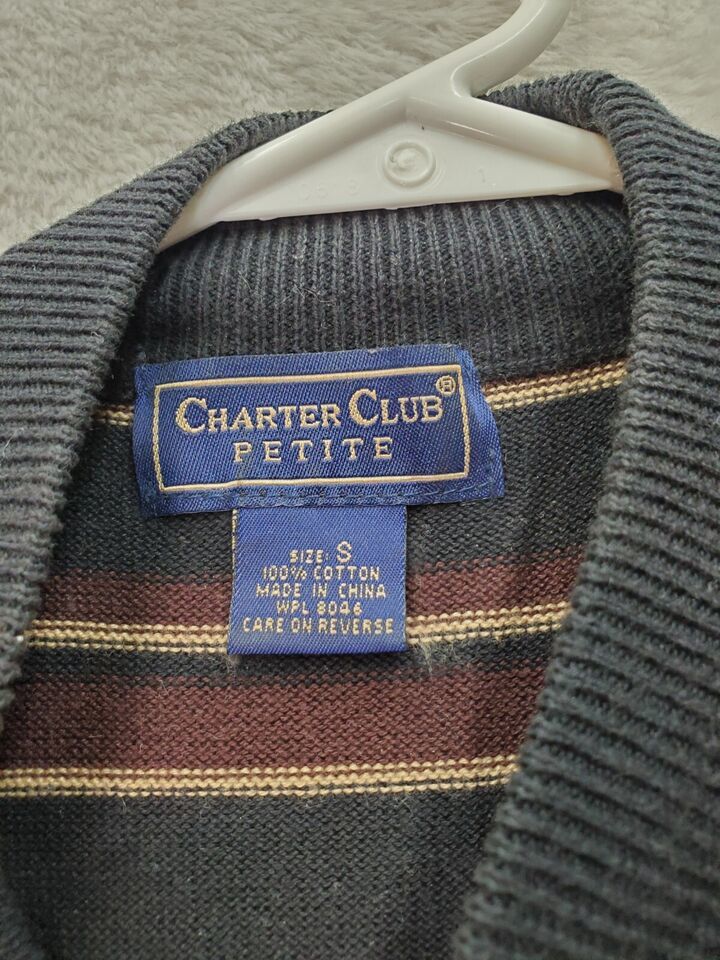 CHARTER CLUB®
PETITE
SIZE: S
100% COTTON
MADE IN CHINA
WPL 8046
CARE ON REVERSE